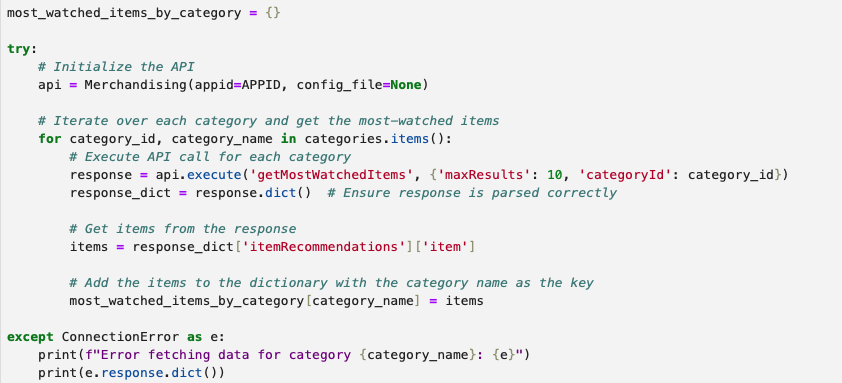 most_watched_items_by_category = {}
try:
# Initialize the API
api = Merchandising(appid=APPID, config_file=None)
# Iterate over each category and get the most-watched items
for category_id, category_name in categories.items():
# Execute API call for each category
response = api.execute('getMostWatchedItems', {'maxResults': 10, 'categoryId': category_id})
response_dict = response.dict()  # Ensure response is parsed correctly
# Get items from the response
items = response_dict['itemRecommendations']['item']
# Add the items to the dictionary with the category name as the key
most_watched_items_by_category[category_name] = items
except ConnectionError as e:
print(f"Error fetching data for category {category_name}: {e}")
print(e.response.dict())